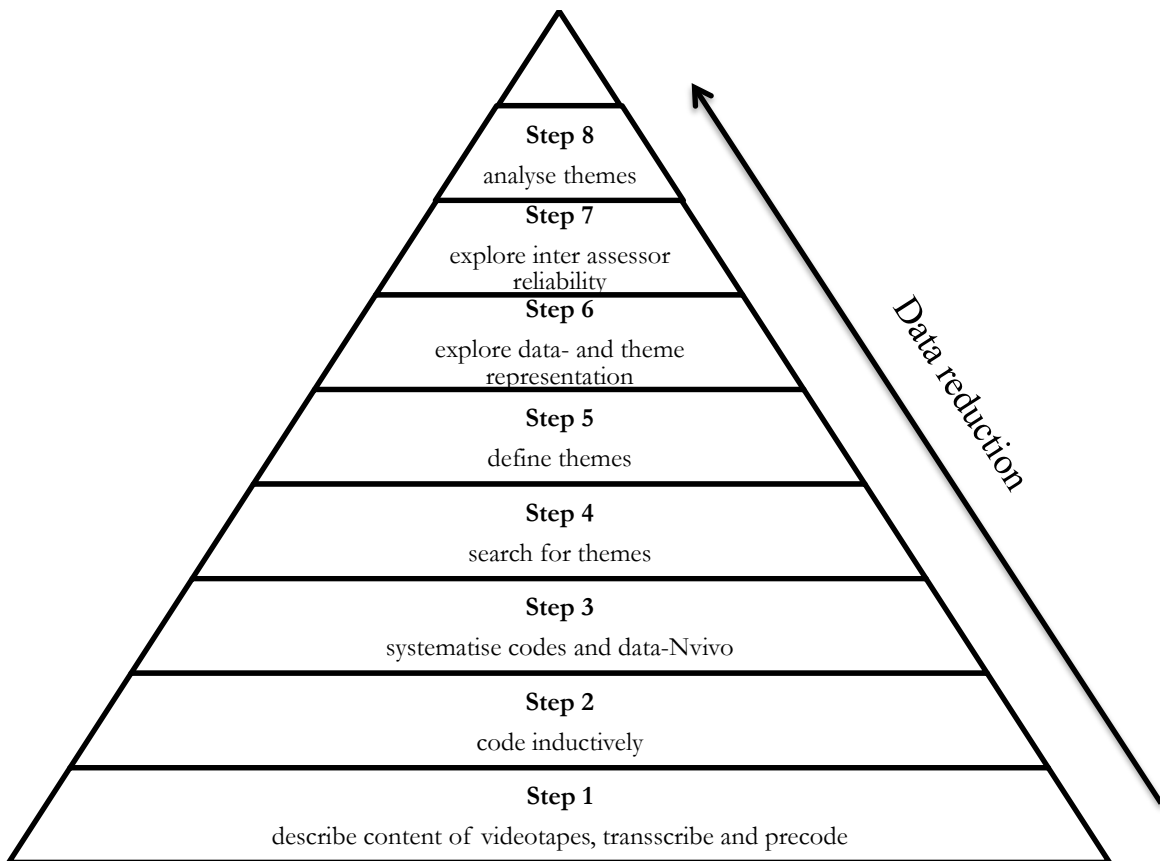 Step 8
analyse themes
Step 7
explore inter assessor
reliability
Step 6
explore data- and theme
representation
Step 5
define themes
Step 4
search for themes
Step 3
systematise codes and data-Nvivo
Step 2
code inductively
Step 1
describe content of videotapes, transscribe and precode
Data reduction